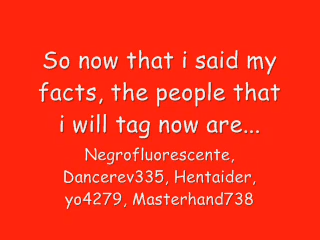 So now that i said my
facts, the people that
i will tag now are...
Negrofluorescente,
Dancerev335, Hentaider,
yo4279, Masterhand738